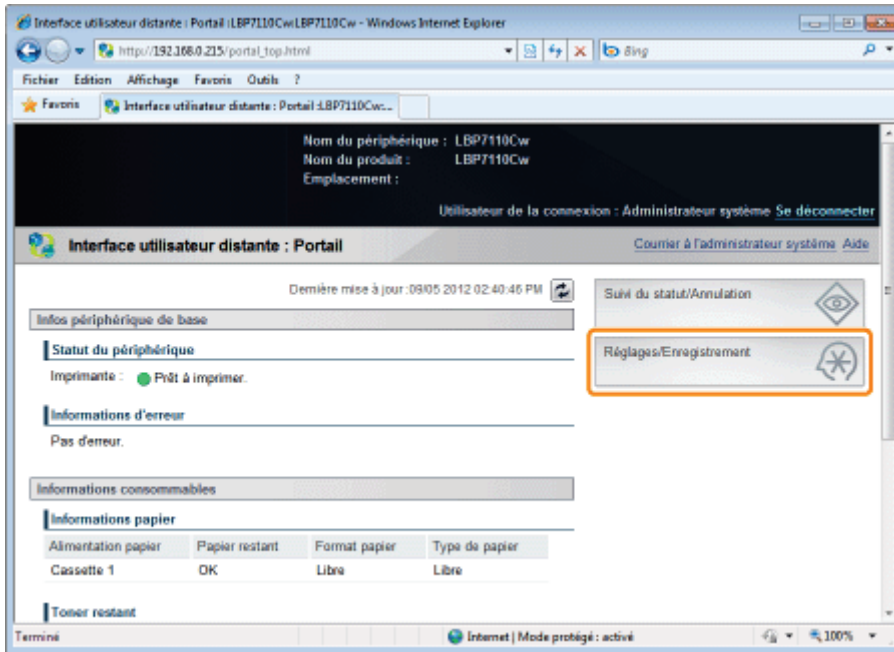 Interface utilisateur distante : Portail :LBP7110Cw:LBP7110Cw - Windows Internet Explorer
http://192.168.0.215/portal_top.html
Bing
Fichier Edition Affichage Favoris Outils ?
Favoris Interface utilisateur distante : Portail :LBP7110Cw:...
Nom du périphérique : LBP7110Cw
Nom du produit : LBP7110Cw
Emplacement :
Utilisateur de la connexion : Administrateur système Se déconnecter
Interface utilisateur distante : Portail
Courrier à l'administrateur système Aide
Dernière mise à jour :09/05 2012 02:40:46 PM
Suivi du statut/Annulation
Infos périphérique de base
Statut du périphérique
Réglages/Enregistrement
Imprimante : Prêt à imprimer.
Informations d'erreur
Pas d'erreur.
Informations consommables
Informations papier
Alimentation papier Papier restant Format papier Type de papier
Cassette 1 OK Libre Libre
Toner restant
Terminé Internet | Mode protégé : activé 100%